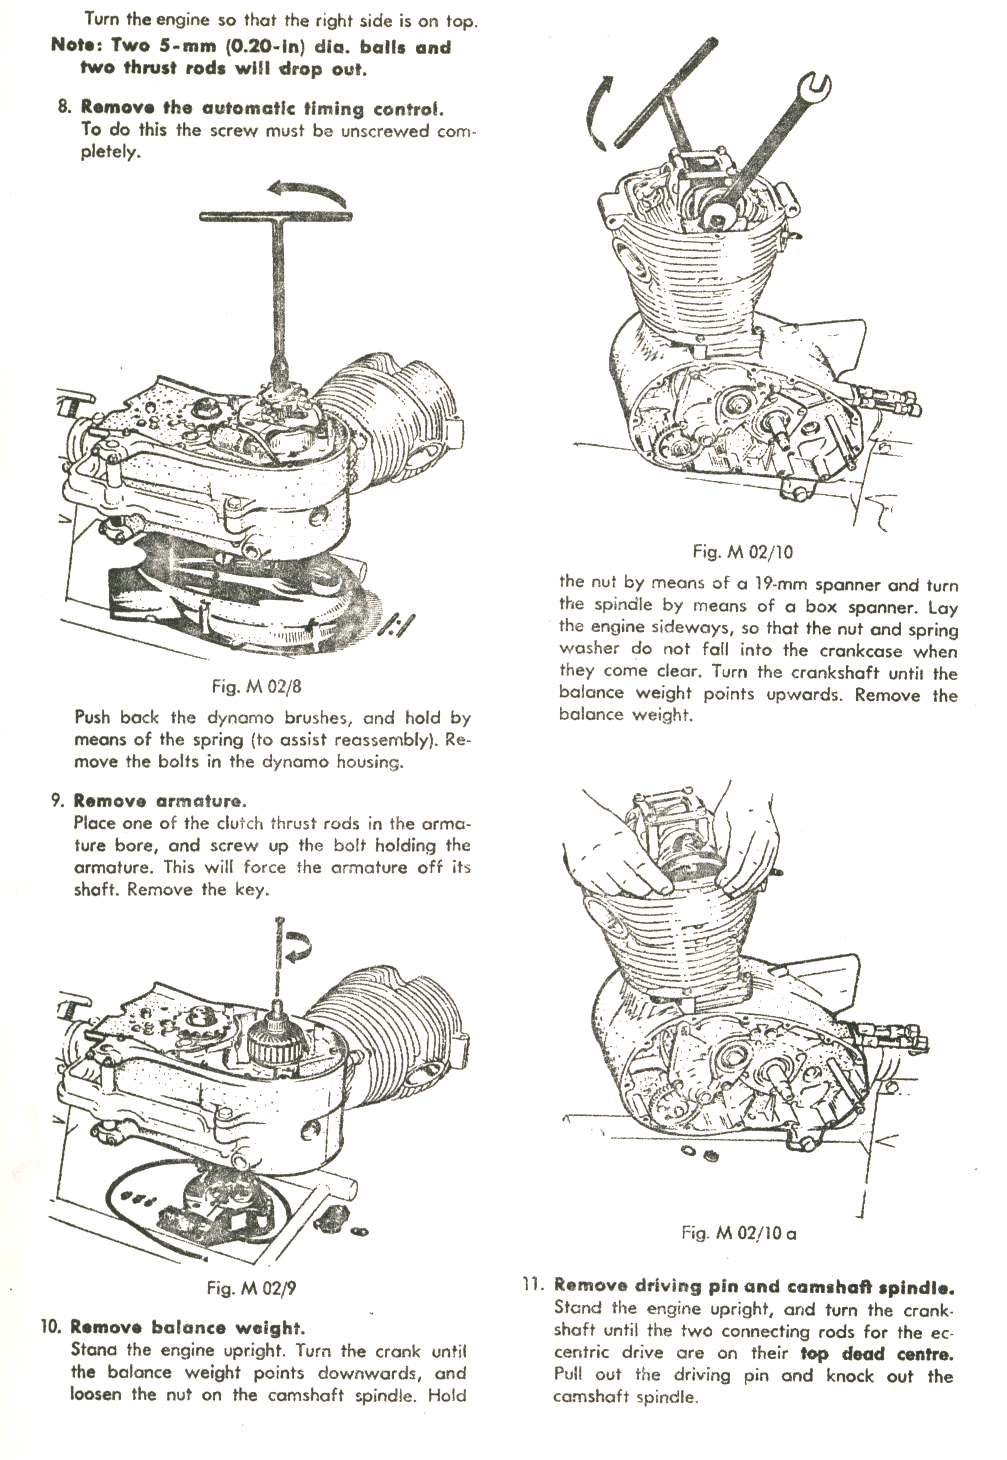 Turn the engine so that the right side is on top.
Note: Two 5-mm (0.20-in) dia. balls and
two thrust rods will drop out.
8. Remove the automatic timing control.
To do this the screw must be unscrewed com-
pletely.
Fig. M 02/8
Push back the dynamo brushes, and hold by
means of the spring (to assist reassembly). Re-
move the bolts in the dynamo housing.
9. Remove armature.
Place one of the clutch thrust rods in the arma-
ture bore, and screw up the bolt holding the
armature. This will force the armature off its
shaft. Remove the key.
Fig. M 02/9
10. Remove balance weight.
Stand the engine upright. Turn the crank until
the balance weight points downwards, and
loosen the nut on the camshaft spindle. Hold
Fig. M 02/10
the nut by means of a 19-mm spanner and turn
the spindle by means of a box spanner. Lay
the engine sideways, so that the nut and spring
washer do not fall into the crankcase when
they come clear. Turn the crankshaft until the
balance weight points upwards. Remove the
balance weight.
Fig. M 02/10 a
11. Remove driving pin and camshaft spindle.
Stand the engine upright, and turn the crank-
shaft until the two connecting rods for the ec-
centric drive are on their top dead centre.
Pull out the driving pin and knock out the
camshaft spindle.